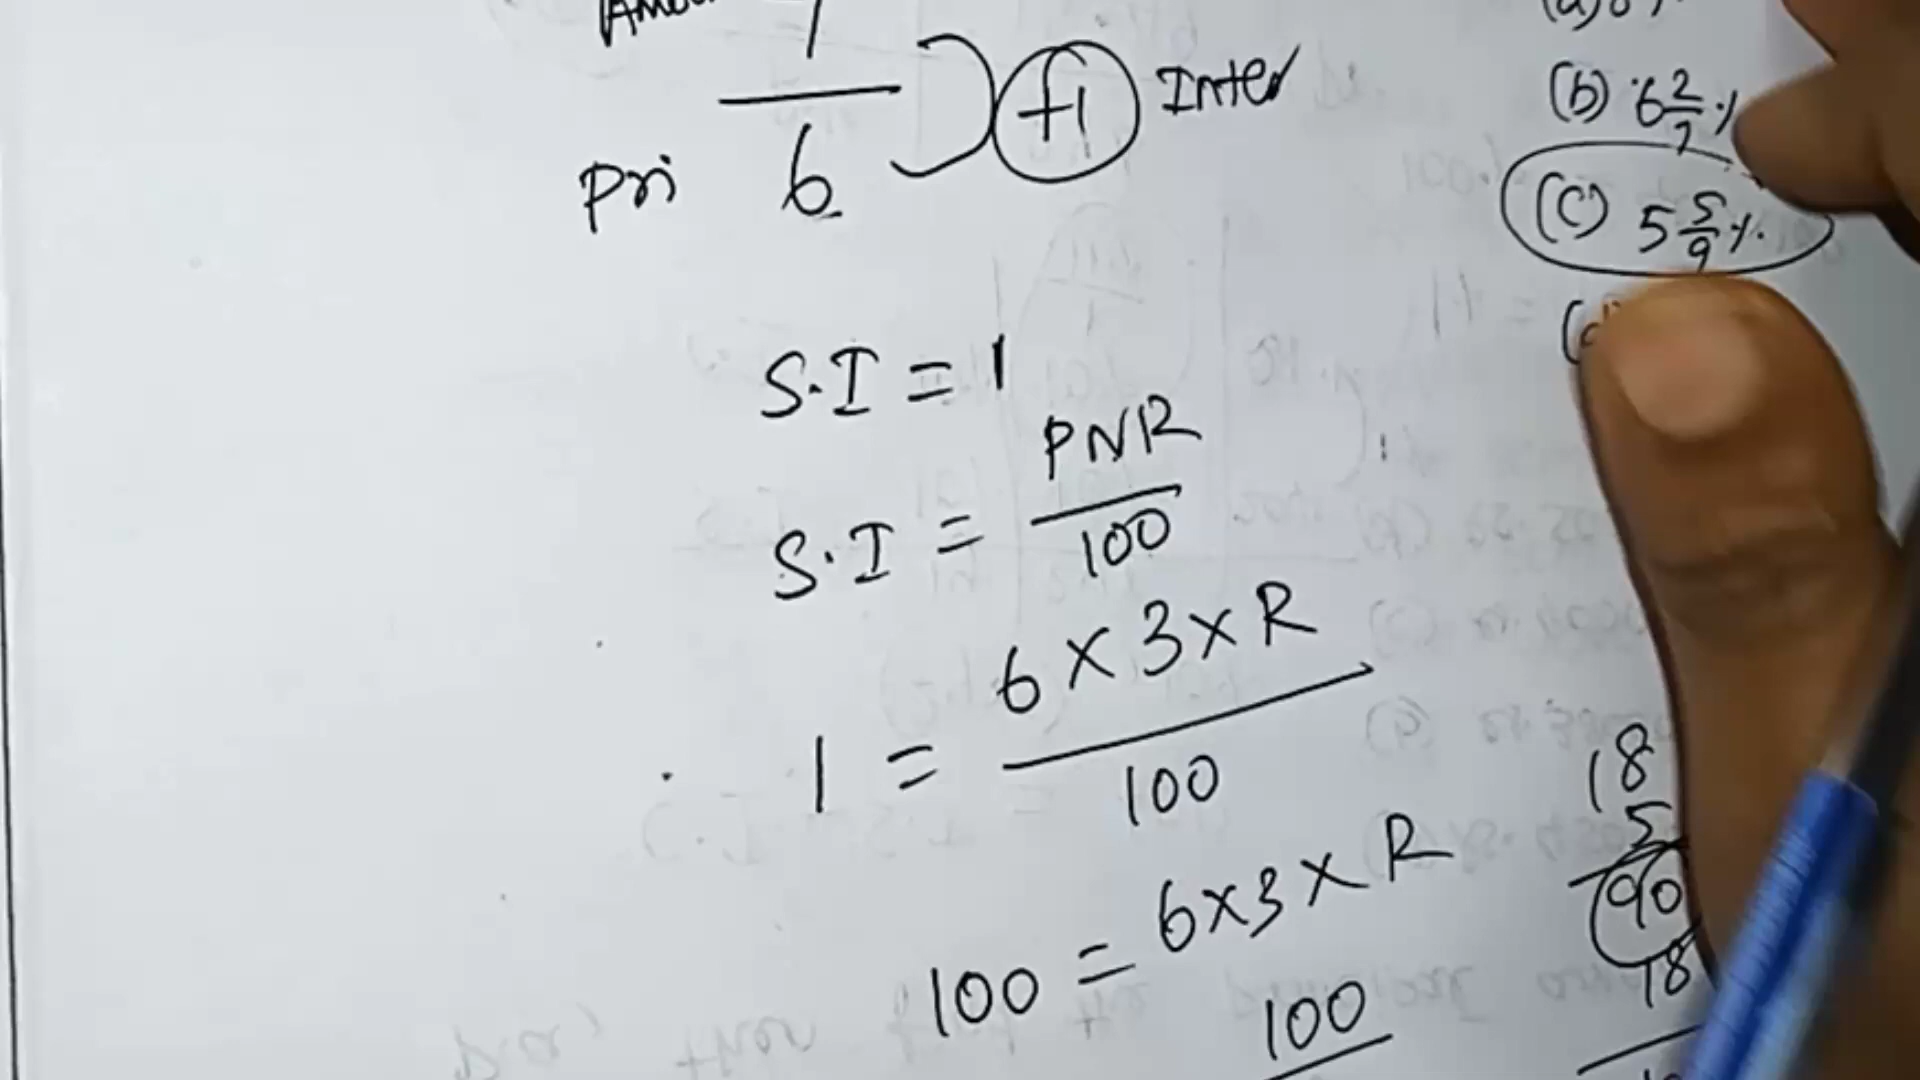 7
6
Pri
+1 Inter
(b) 6 2/7 %
(c) 5 5/9 %
S.I = 1
S.I = PNR/100
1 = 6 × 3 × R/100
100 = 6 × 3 × R
100
18
5
90
18